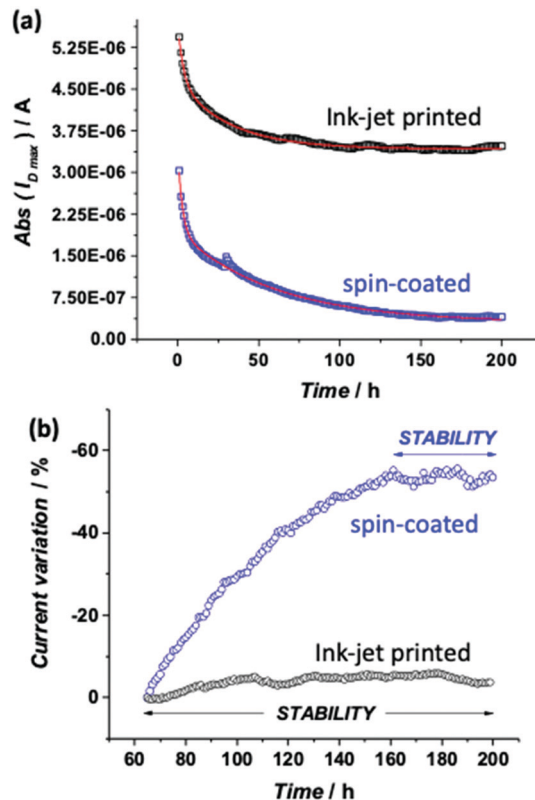 (a)
5.25E-06
4.50E-06
3.75E-06
3.00E-06
2.25E-06
1.50E-06
7.50E-07
0.00
Abs ( I D max ) / A
Ink-jet printed
spin-coated
0 50 100 150 200
Time / h
(b)
-60
-40
-20
0
Current variation / %
STABILITY
spin-coated
Ink-jet printed
STABILITY
60 80 100 120 140 160 180 200
Time / h